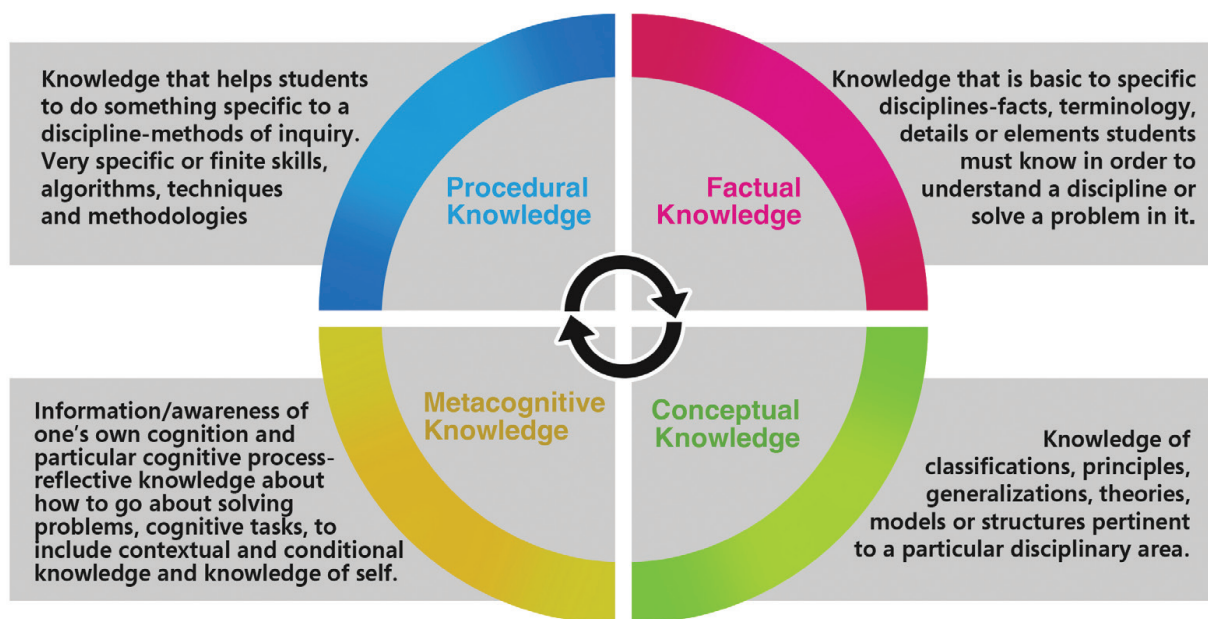 Knowledge that helps students
to do something specific to a
discipline-methods of inquiry.
Very specific or finite skills,
algorithms, techniques
and methodologies
Procedural
Knowledge
Factual
Knowledge
Knowledge that is basic to specific
disciplines-facts, terminology,
details or elements students
must know in order to
understand a discipline or
solve a problem in it.
Information/awareness of
one's own cognition and
particular cognitive process-
reflective knowledge about
how to go about solving
problems, cognitive tasks, to
include contextual and conditional
knowledge and knowledge of self.
Metacognitive
Knowledge
Conceptual
Knowledge
Knowledge of
classifications, principles,
generalizations, theories,
models or structures pertinent
to a particular disciplinary area.